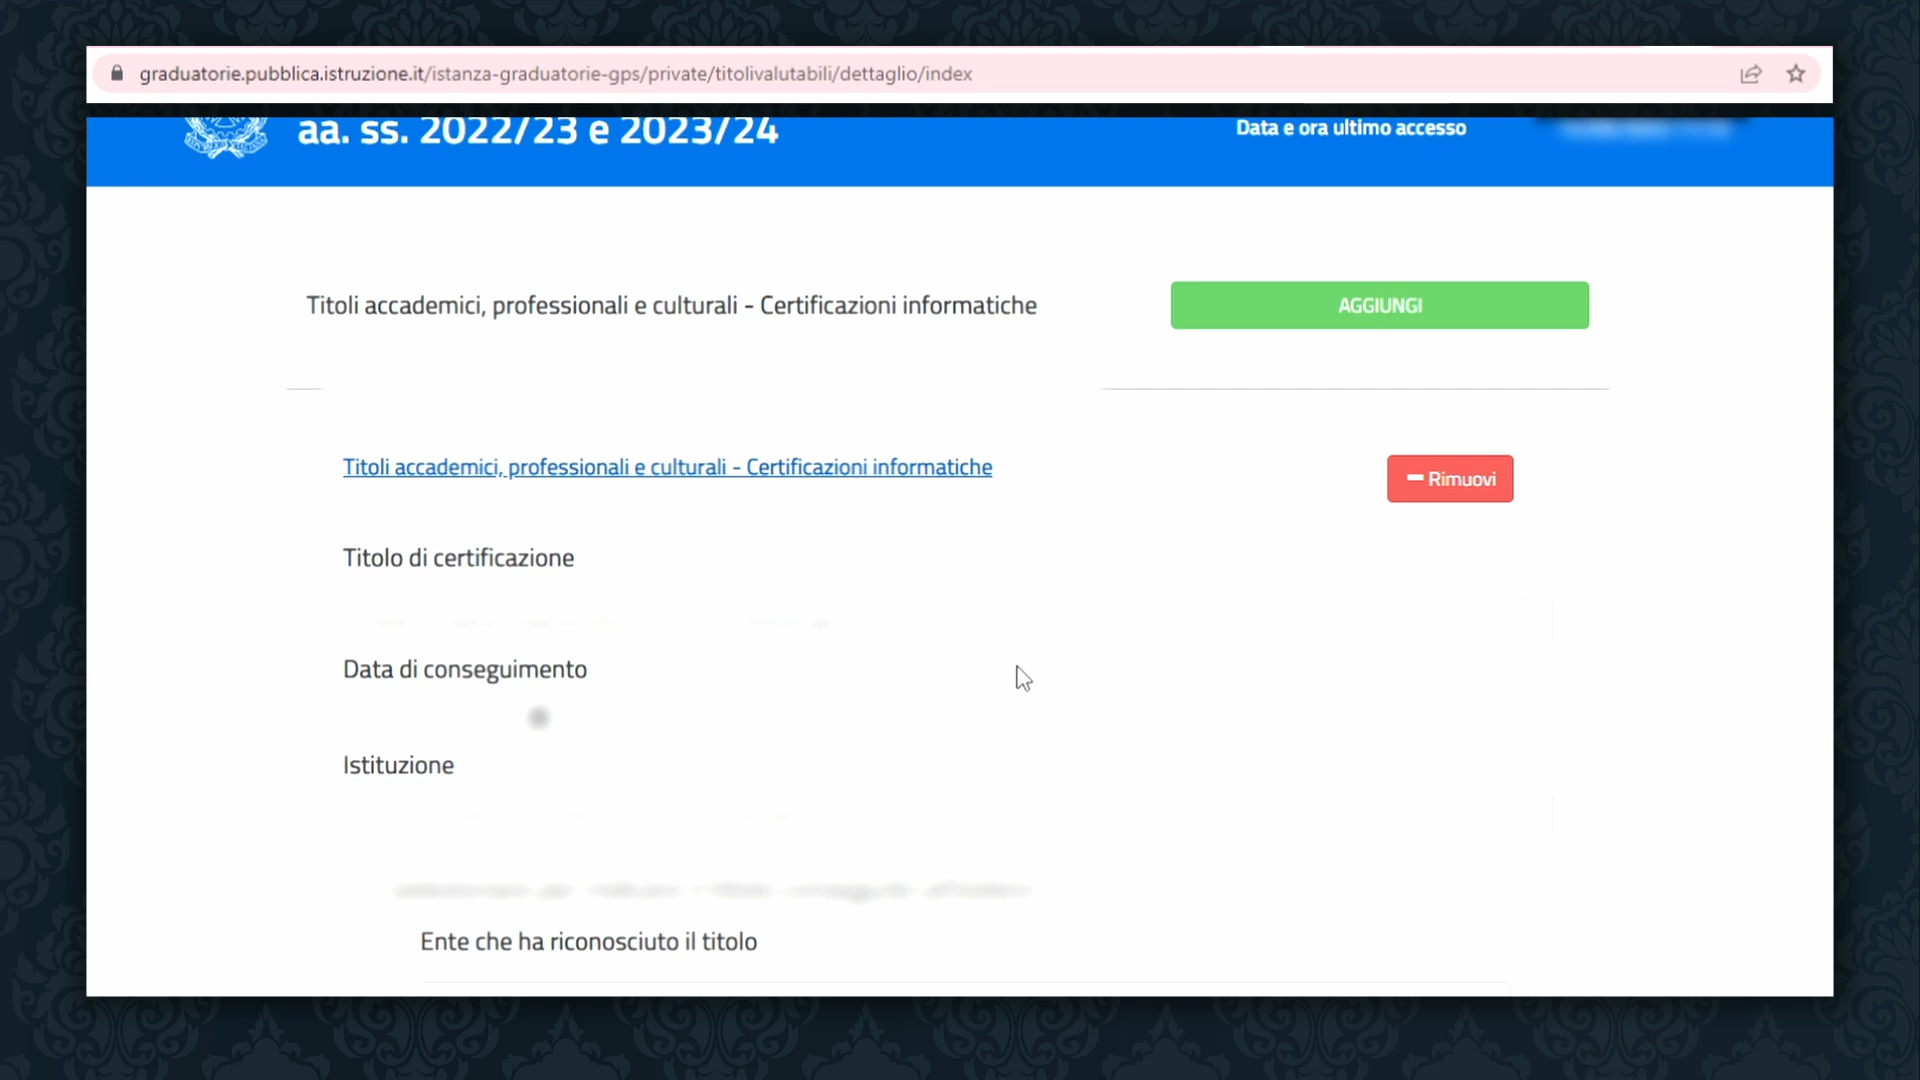 graduatorie.pubblica.istruzione.it/istanza-graduatorie-gps/private/titolivalutabili/dettaglio/index
aa. ss. 2022/23 e 2023/24
Data e ora ultimo accesso
Titoli accademici, professionali e culturali - Certificazioni informatiche
AGGIUNGI
Titoli accademici, professionali e culturali - Certificazioni informatiche
Rimuovi
Titolo di certificazione
Data di conseguimento
Istituzione
Ente che ha riconosciuto il titolo